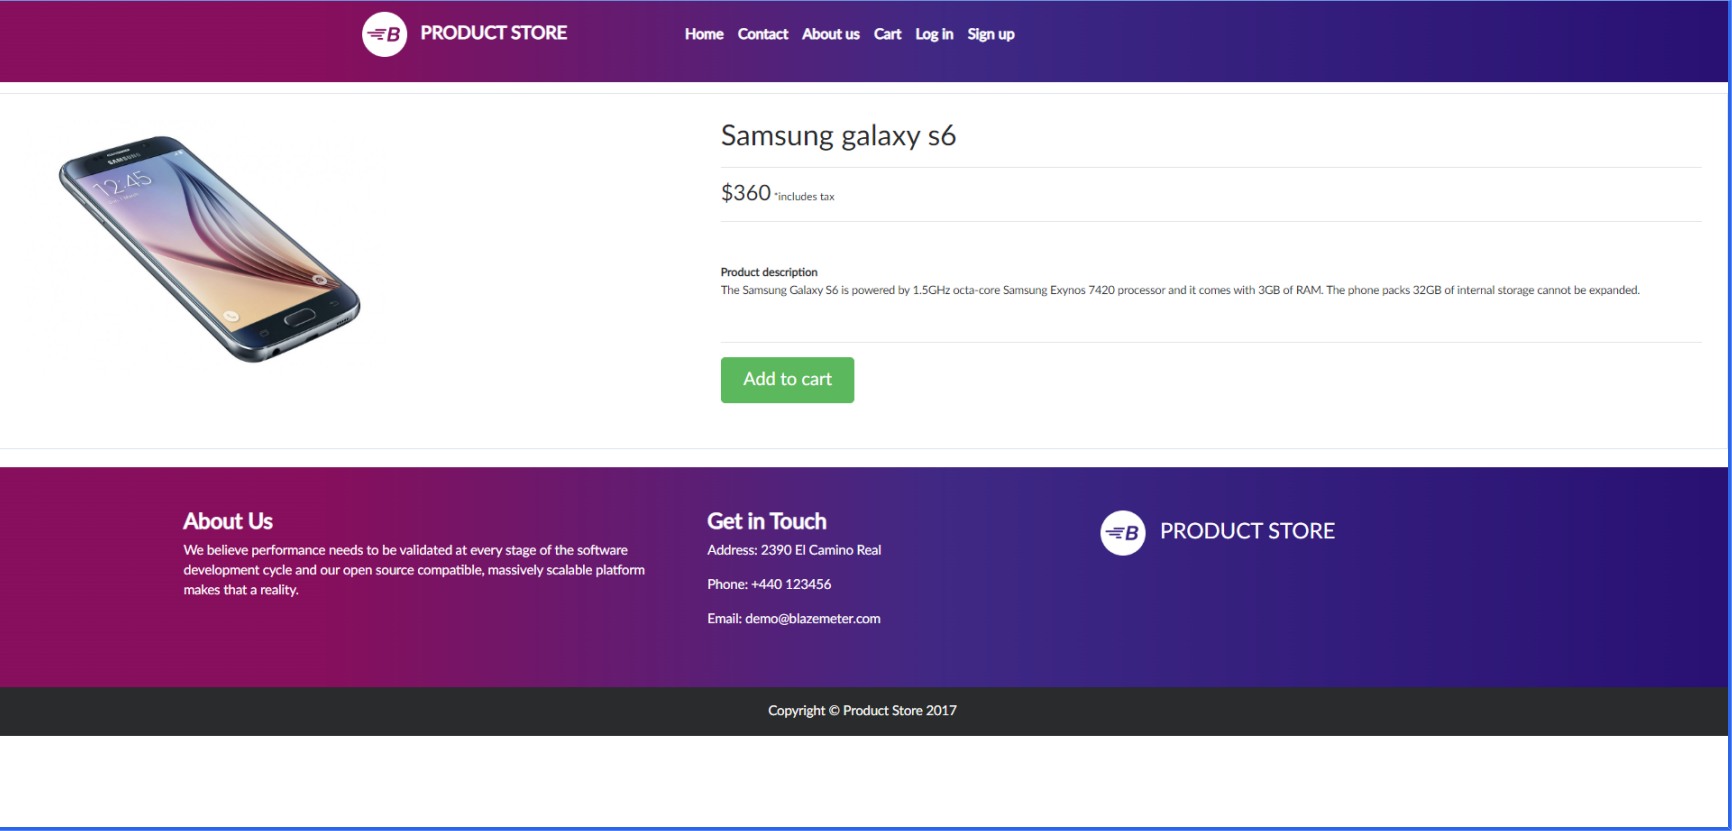 B PRODUCT STORE
Home Contact About us Cart Log in Sign up
SAMSUNG
12:45
Samsung galaxy s6
$360 *includes tax
Product description
The Samsung Galaxy S6 is powered by 1.5GHz octa-core Samsung Exynos 7420 processor and it comes with 3GB of RAM. The phone packs 32GB of internal storage cannot be expanded.
Add to cart
About Us
We believe performance needs to be validated at every stage of the software
development cycle and our open source compatible, massively scalable platform
makes that a reality.
Get in Touch
Address: 2390 El Camino Real
Phone: +440 123456
Email: demo@blazemeter.com
B PRODUCT STORE
Copyright © Product Store 2017